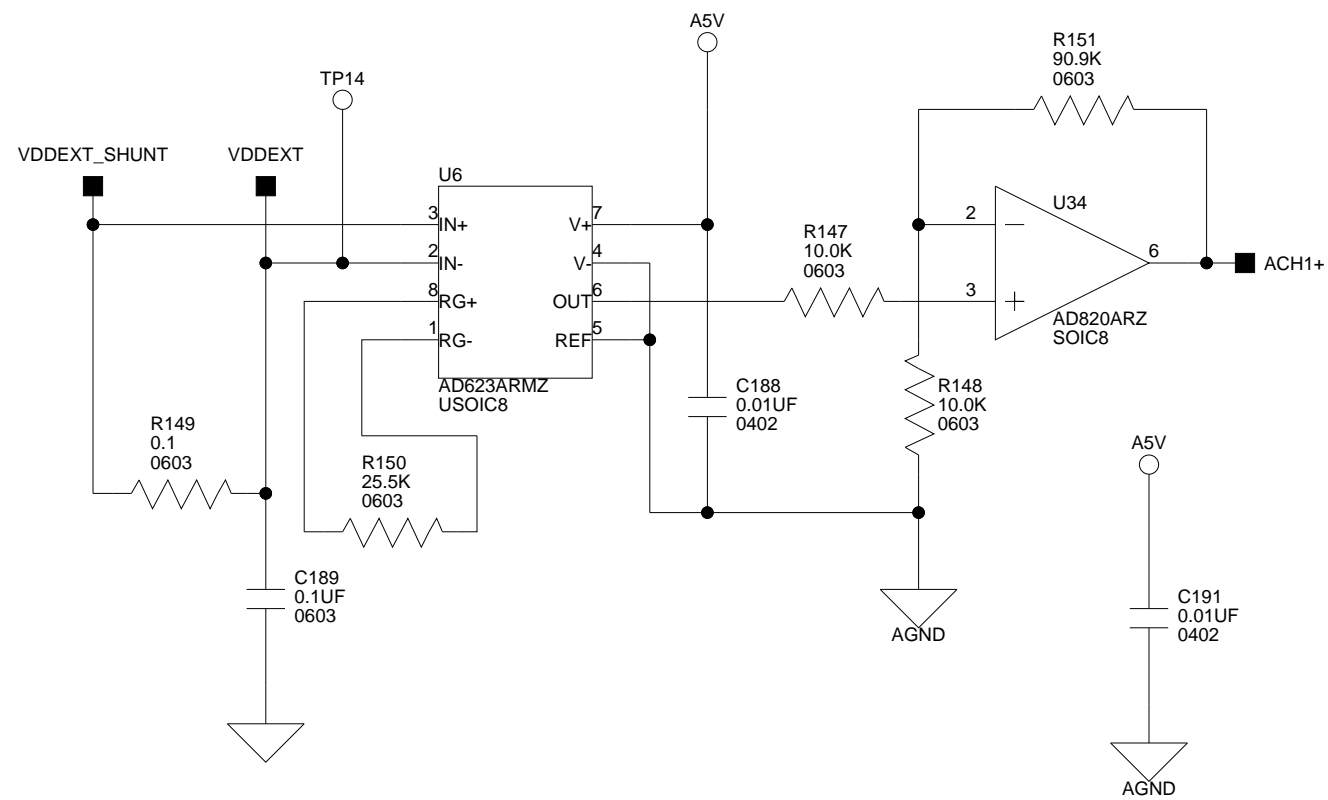 A5V
R151
90.9K
0603
TP14
VDDEXT_SHUNT
VDDEXT
U6
3
IN+
2
IN-
8
RG+
1
RG-
7
V+
4
V-
6
OUT
5
REF
AD623ARMZ
USOIC8
R147
10.0K
0603
2
3
U34
6
ACH1+
AD820ARZ
SOIC8
C188
0.01UF
0402
R148
10.0K
0603
R149
0.1
0603
R150
25.5K
0603
A5V
C189
0.1UF
0603
AGND
C191
0.01UF
0402
AGND